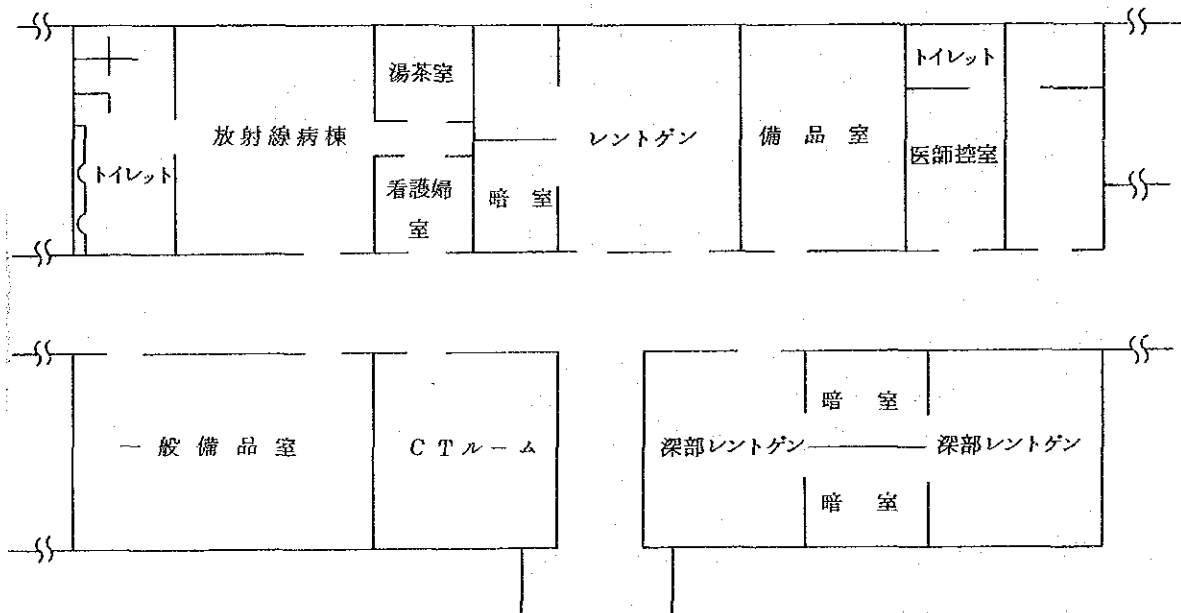 トイレット
放射線病棟
湯茶室
看護婦
室
暗室
レントゲン
備品室
トイレット
医師控室
一般備品室
CTルーム
深部レントゲン
暗室
暗室
深部レントゲン